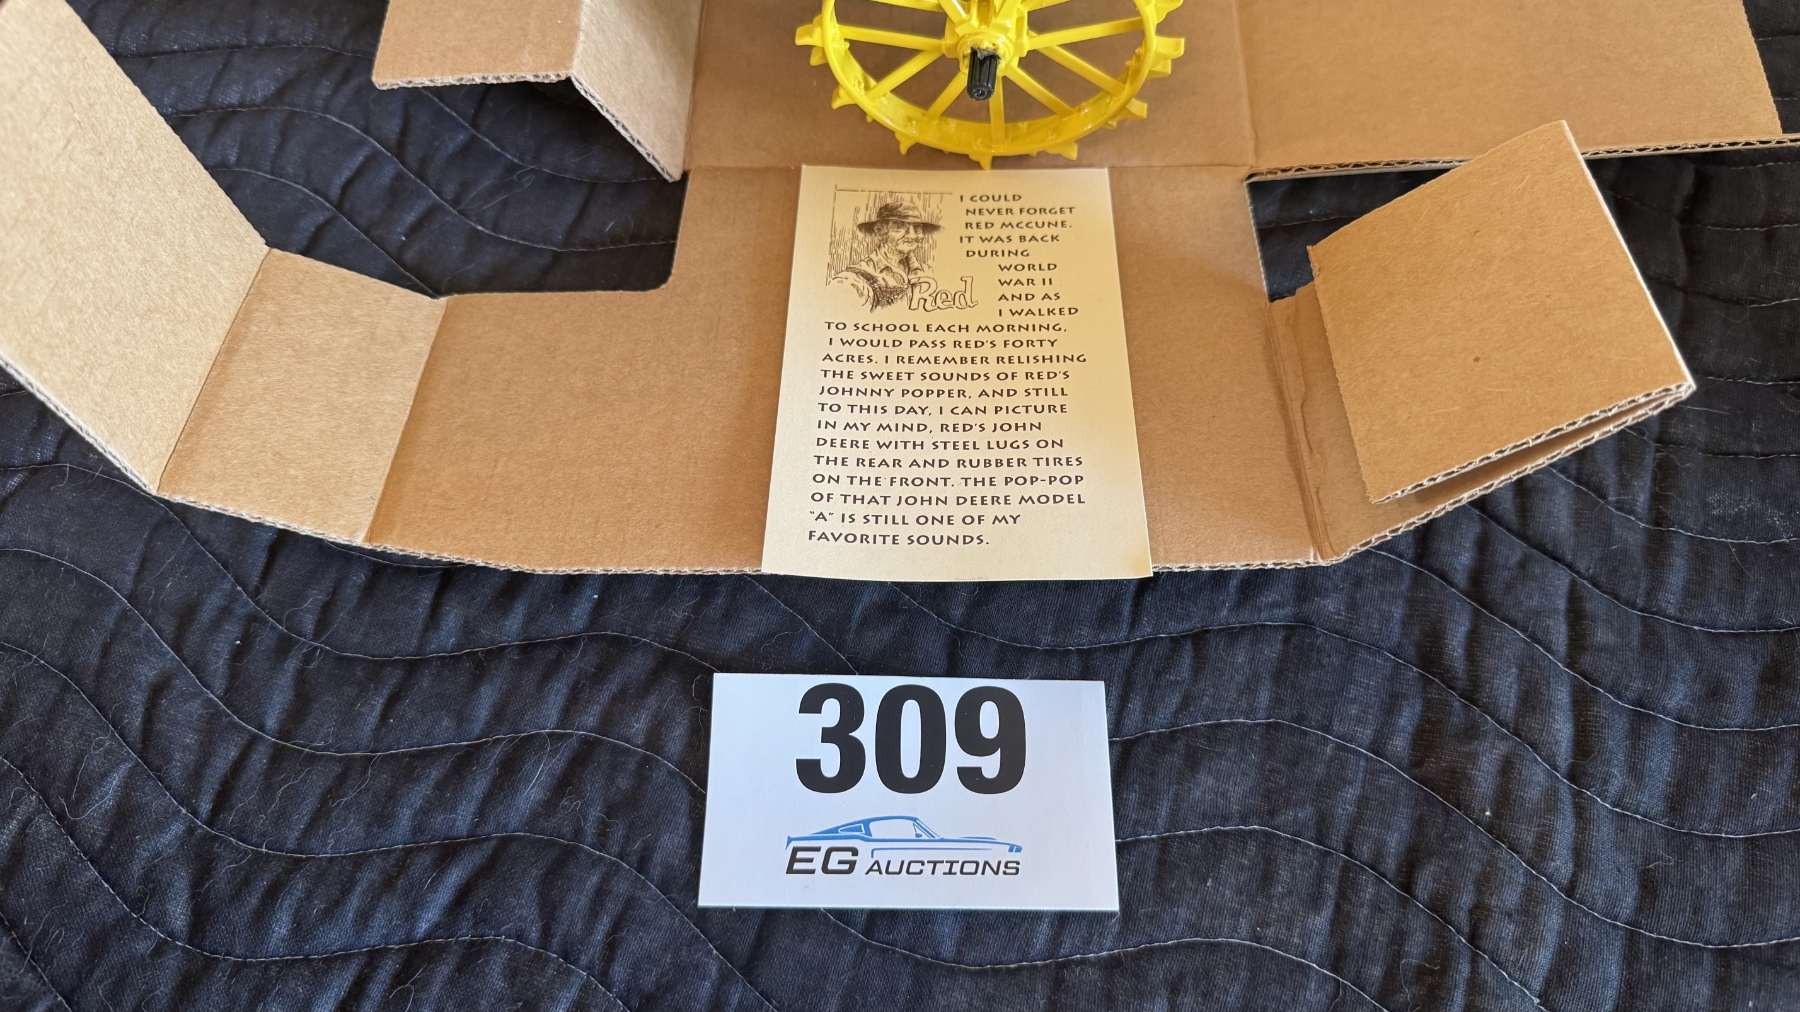 I COULD
NEVER FORGET
RED MCCUNE.
IT WAS BACK
DURING
WORLD
WAR II
AND AS
I WALKED
Red
TO SCHOOL EACH MORNING,
I WOULD PASS RED'S FORTY
ACRES. I REMEMBER RELISHING
THE SWEET SOUNDS OF RED'S
JOHNNY POPPER, AND STILL
TO THIS DAY, I CAN PICTURE
IN MY MIND, RED'S JOHN
DEERE WITH STEEL LUGS ON
THE REAR AND RUBBER TIRES
ON THE FRONT. THE POP-POP
OF THAT JOHN DEERE MODEL
"A" IS STILL ONE OF MY
FAVORITE SOUNDS.
309
EG AUCTIONS